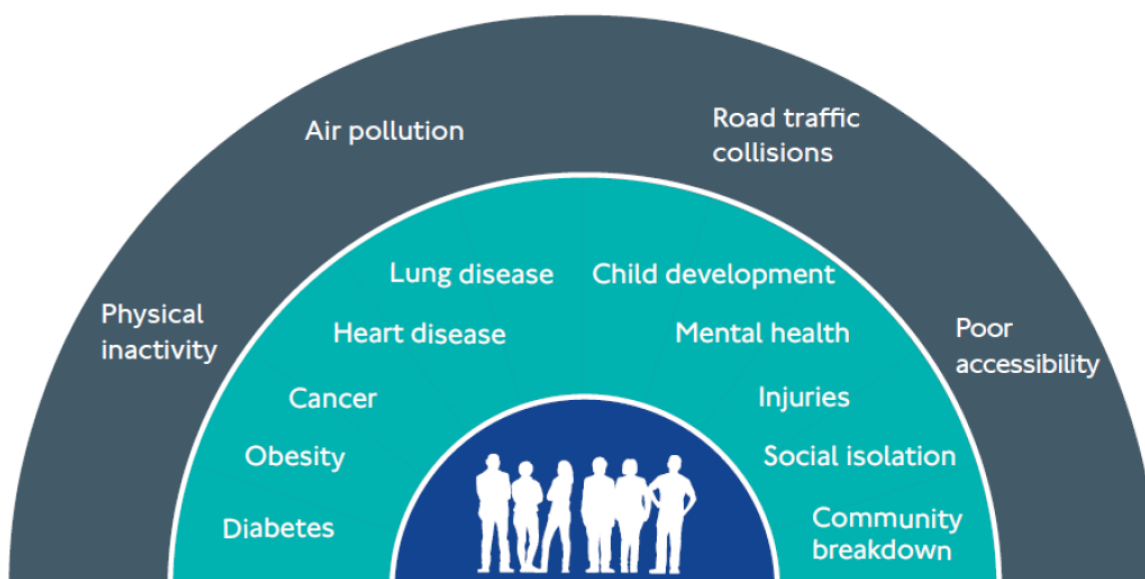 Air pollution
Road traffic
collisions
Physical
inactivity
Poor
accessibility
Lung disease
Child development
Heart disease
Mental health
Cancer
Injuries
Obesity
Social isolation
Diabetes
Community
breakdown